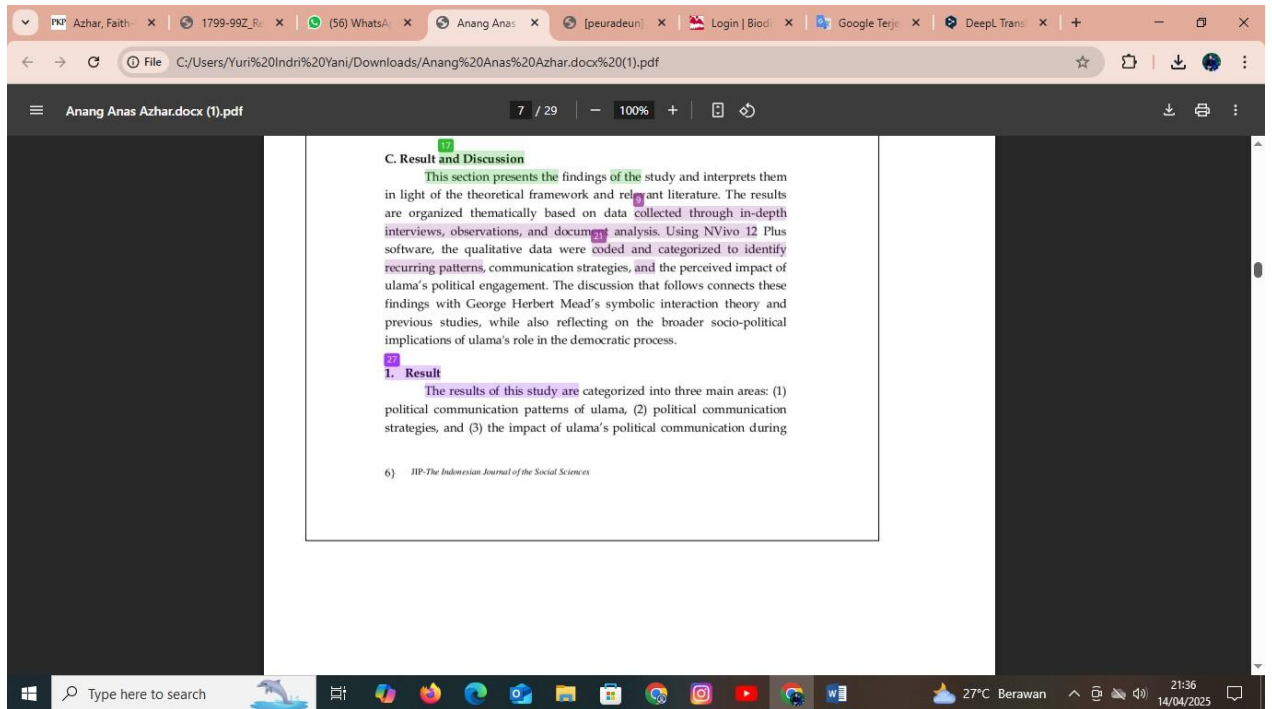 PKP Azhar, Faith-
1799-99Z_Re
(56) WhatsA
Anang Anas
[peuradeun]
Login | Biodi
Google Terje
DeepL Trans
File C:/Users/Yuri%20Indri%20Yani/Downloads/Anang%20Anas%20Azhar.docx%20(1).pdf
Anang Anas Azhar.docx (1).pdf
7 / 29
100%
17
C. Result and Discussion
This section presents the findings of the study and interprets them
in light of the theoretical framework and relevant literature. The results
9
are organized thematically based on data collected through in-depth
interviews, observations, and document analysis. Using NVivo 12 Plus
21
software, the qualitative data were coded and categorized to identify
recurring patterns, communication strategies, and the perceived impact of
ulama's political engagement. The discussion that follows connects these
findings with George Herbert Mead's symbolic interaction theory and
previous studies, while also reflecting on the broader socio-political
implications of ulama's role in the democratic process.
27
1. Result
The results of this study are categorized into three main areas: (1)
political communication patterns of ulama, (2) political communication
strategies, and (3) the impact of ulama's political communication during
6} JIP-The Indonesian Journal of the Social Sciences
Type here to search
27°C Berawan
21:36
14/04/2025